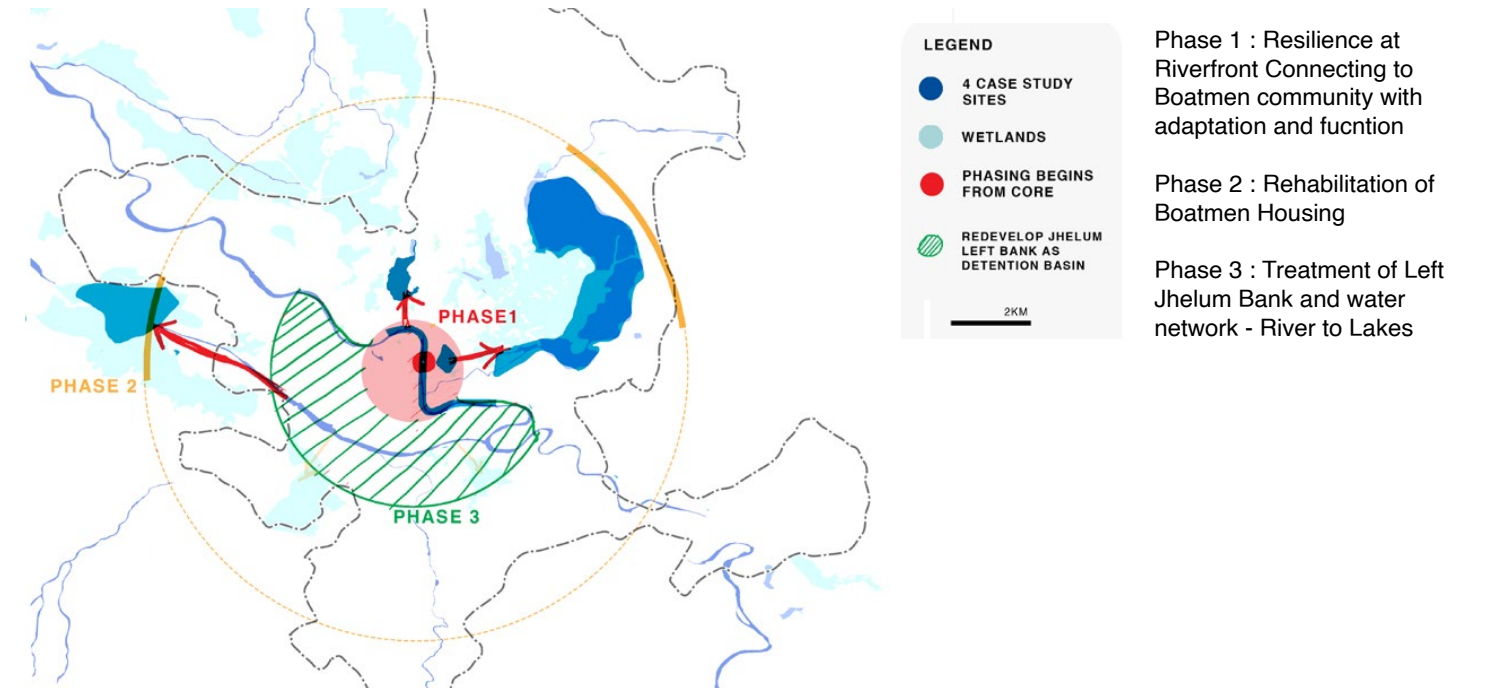 PHASE1
PHASE 2
PHASE 3
LEGEND
4 CASE STUDY
SITES
WETLANDS
PHASING BEGINS
FROM CORE
REDEVELOP JHELUM
LEFT BANK AS
DETENTION BASIN
2KM
Phase 1 : Resilience at
Riverfront Connecting to
Boatmen community with
adaptation and fucntion
Phase 2 : Rehabilitation of
Boatmen Housing
Phase 3 : Treatment of Left
Jhelum Bank and water
network - River to Lakes